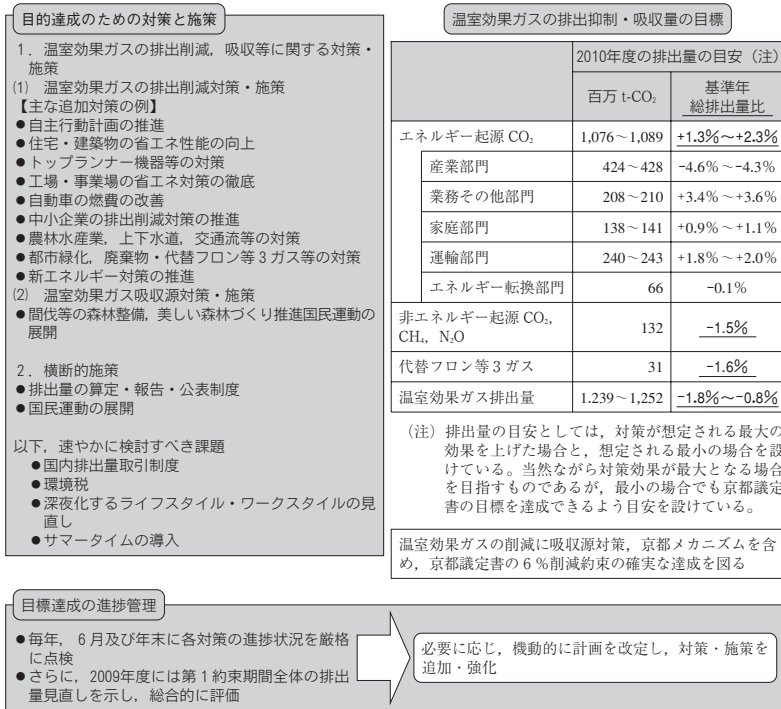 目的達成のための対策と施策
1．温室効果ガスの排出削減，吸収等に関する対策・
施策
⑴　温室効果ガスの排出削減対策・施策
【主な追加対策の例】
●自主行動計画の推進
●住宅・建築物の省エネ性能の向上
●トップランナー機器等の対策
●工場・事業場の省エネ対策の徹底
●自動車の燃費の改善
●中小企業の排出削減対策の推進
●農林水産業，上下水道，交通流等の対策
●都市緑化，廃棄物・代替フロン等３ガス等の対策
●新エネルギー対策の推進
⑵　温室効果ガス吸収源対策・施策
●間伐等の森林整備，美しい森林づくり推進国民運動の
展開
2．横断的施策
●排出量の算定・報告・公表制度
●国民運動の展開
以下，速やかに検討すべき課題
●国内排出量取引制度
●環境税
●深夜化するライフスタイル・ワークスタイルの見
直し
●サマータイムの導入
温室効果ガスの排出抑制・吸収量の目標
2010年度の排出量の目安（注）
百万 t-CO₂　基準年
総排出量比
エネルギー起源 CO₂　1,076～1,089　+1.3%～+2.3%
産業部門　424～428　-4.6%～-4.3%
業務その他部門　208～210　+3.4%～+3.6%
家庭部門　138～141　+0.9%～+1.1%
運輸部門　240～243　+1.8%～+2.0%
エネルギー転換部門　66　-0.1%
非エネルギー起源 CO₂,
CH₄, N₂O　132　-1.5%
代替フロン等３ガス　31　-1.6%
温室効果ガス排出量　1.239～1,252　-1.8%～-0.8%
（注）排出量の目安としては，対策が想定される最大の
効果を上げた場合と，想定される最小の場合を設
けている。当然ながら対策効果が最大となる場合
を目指すものであるが，最小の場合でも京都議定
書の目標を達成できるよう目安を設けている。
温室効果ガスの削減に吸収源対策，京都メカニズムを含
め，京都議定書の６％削減約束の確実な達成を図る
目標達成の進捗管理
●毎年，６月及び年末に各対策の進捗状況を厳格
に点検
●さらに，2009年度には第１約束期間全体の排出
量見直しを示し，総合的に評価
必要に応じ，機動的に計画を改定し，対策・施策を
追加・強化